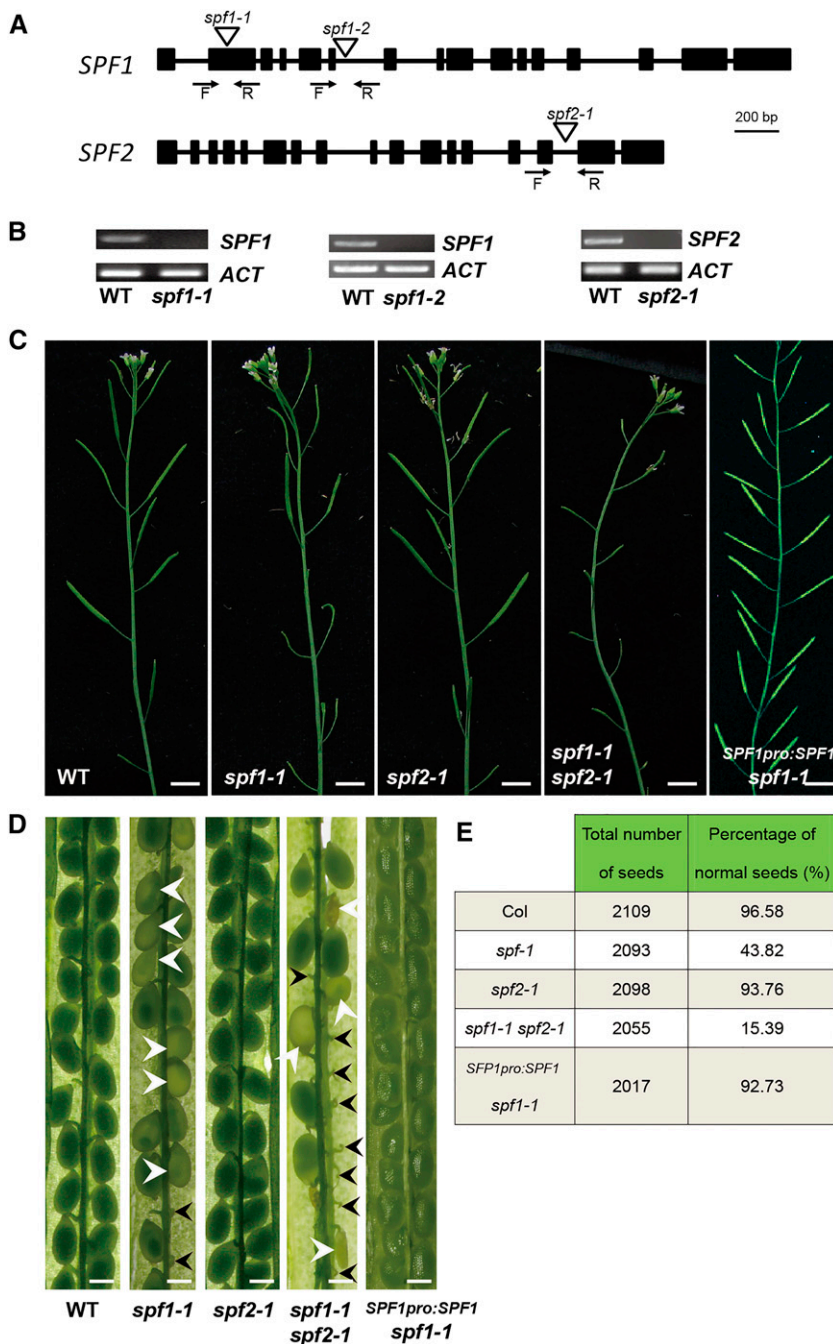 A
spf1-1
spf1-2
SPF1
F
R
F
R
spf2-1
200 bp
SPF2
F
R
B
SPF1
ACT
WT spf1-1
SPF1
ACT
WT spf1-2
SPF2
ACT
WT spf2-1
C
WT
spf1-1
spf2-1
spf1-1
spf2-1
SPF1pro:SPF1
spf1-1
D
WT
spf1-1
spf2-1
spf1-1
spf2-1
SPF1pro:SPF1
spf1-1
E
Total number
of seeds
Percentage of
normal seeds (%)
Col 2109 96.58
spf-1 2093 43.82
spf2-1 2098 93.76
spf1-1 spf2-1 2055 15.39
SFP1pro:SPF1
spf1-1
2017 92.73